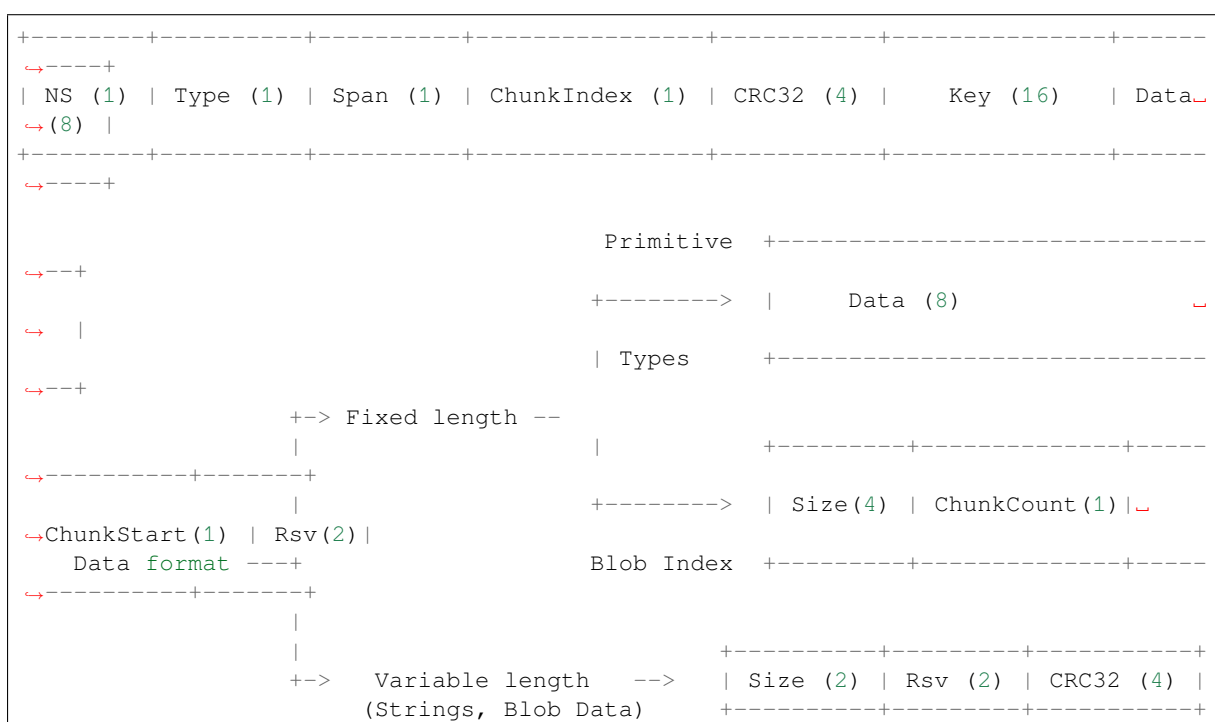 +--------+----------+----------+---------------+-----------+---------------+------
↪----+
| NS (1) | Type (1) | Span (1) | ChunkIndex (1) | CRC32 (4) |    Key (16)    | Data␣
↪(8) |
+--------+----------+----------+---------------+-----------+---------------+------
↪----+
                                       Primitive  +-----------------------------
↪--+
                                      +-------->  |     Data (8)                ␣
↪  |
                                      | Types     +-----------------------------
↪--+
                  +-> Fixed length --
                  |                   |           +---------+--------------+-----
↪----------+-------+
                  |                   +-------->  | Size(4) | ChunkCount(1)|␣
↪ChunkStart(1) | Rsv(2)|
   Data format ---+                   Blob Index  +---------+--------------+-----
↪----------+-------+
                  |
                  |                            +----------+---------+-----------+
                  +->   Variable length   -->  | Size (2) | Rsv (2) | CRC32 (4) |
                       (Strings, Blob Data)    +----------+---------+-----------+